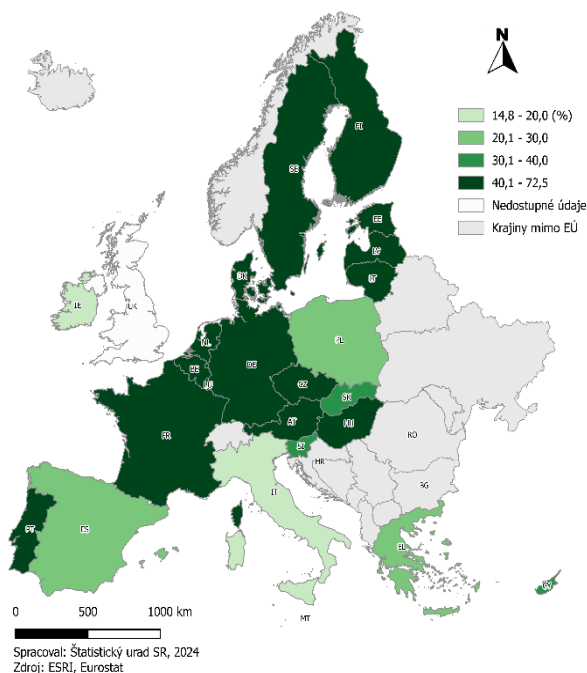 N
14,8 - 20,0 (%)
20,1 - 30,0
30,1 - 40,0
40,1 - 72,5
Nedostupné údaje
Krajiny mimo EÚ
FI
SE
EE
LV
LT
DK
IE
UK
NL
PL
BE
DE
LU
CZ
SK
AT
HU
FR
SI
RO
HR
IT
BG
PT
ES
EL
CY
MT
0 500 1000 km
Spracoval: Štatistický urad SR, 2024
Zdroj: ESRI, Eurostat